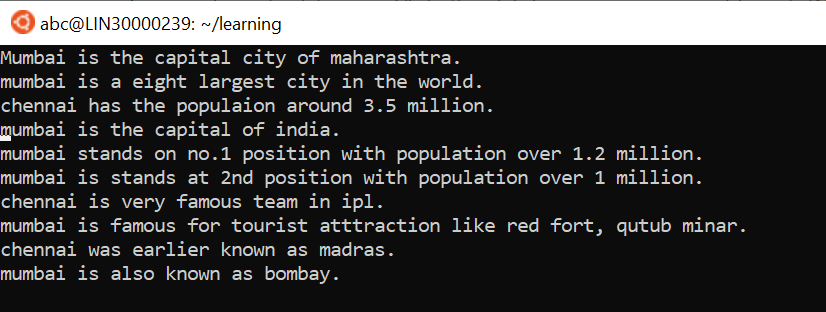 abc@LIN30000239: ~/learning
Mumbai is the capital city of maharashtra.
mumbai is a eight largest city in the world.
chennai has the populaion around 3.5 million.
mumbai is the capital of india.
mumbai stands on no.1 position with population over 1.2 million.
mumbai is stands at 2nd position with population over 1 million.
chennai is very famous team in ipl.
mumbai is famous for tourist atttraction like red fort, qutub minar.
chennai was earlier known as madras.
mumbai is also known as bombay.